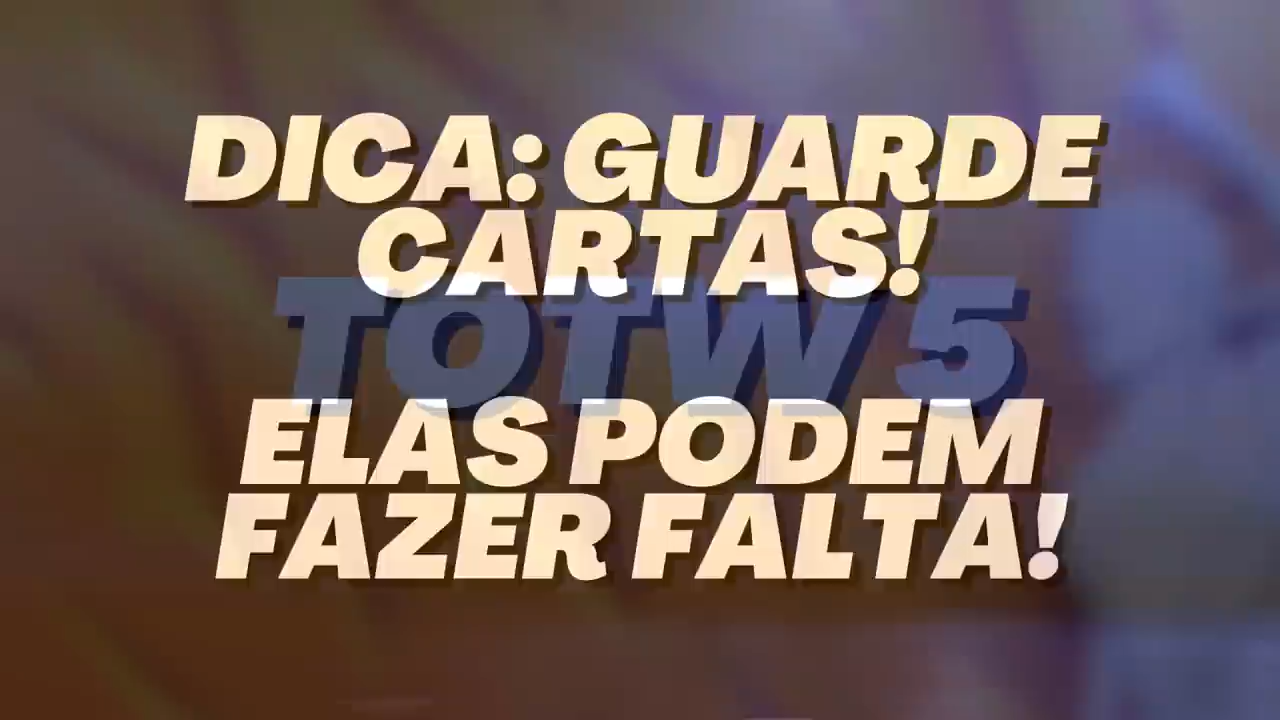 DICA: GUARDE
CARTAS!
TOTW 5
ELAS PODEM
FAZER FALTA!